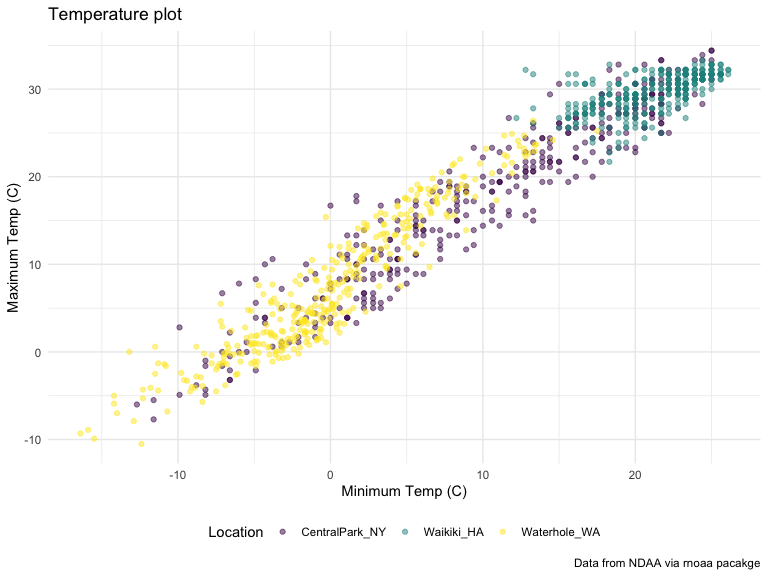 Temperature plot
Maximum Temp (C)
30
20
10
0
-10
-10
0
10
20
Minimum Temp (C)
Location
CentralPark_NY
Waikiki_HA
Waterhole_WA
Data from NDAA via rnoaa pacakge